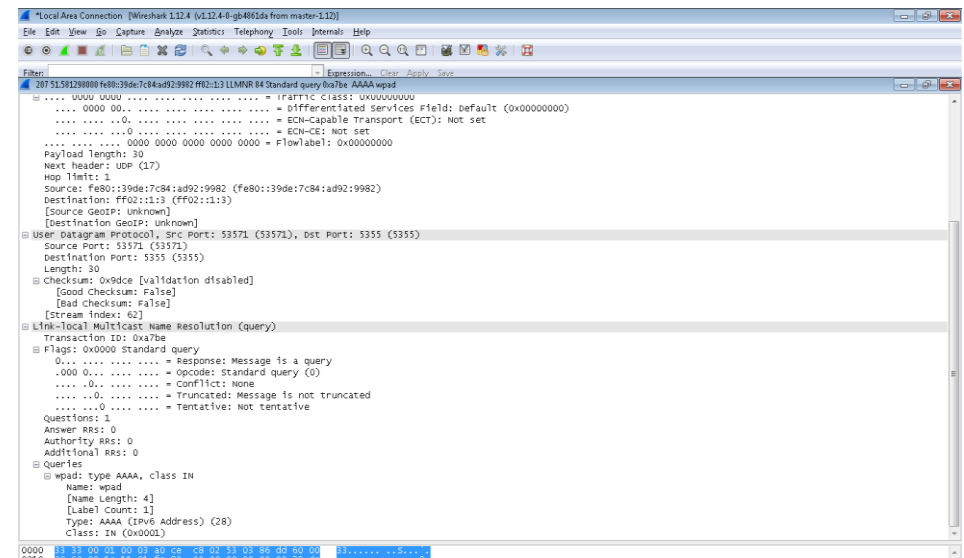 *Local Area Connection [Wireshark 1.12.4 (v1.12.4-0-gb4861da from master-1.12)]
File Edit View Go Capture Analyze Statistics Telephony Tools Internals Help
Filter: Expression... Clear Apply Save
207 51.581298000 fe80::39de:7c84:ad92:9982 ff02::1:3 LLMNR 84 Standard query 0xa7be AAAA wpad
.... 0000 0000 .... .... .... .... .... = Traffic class: 0x00000000
.... 0000 00.. .... .... .... .... .... = Differentiated Services Field: Default (0x00000000)
.... .... ..0. .... .... .... .... .... = ECN-Capable Transport (ECT): Not set
.... .... ...0 .... .... .... .... .... = ECN-CE: Not set
.... .... .... 0000 0000 0000 0000 0000 = Flowlabel: 0x00000000
Payload length: 30
Next header: UDP (17)
Hop limit: 1
Source: fe80::39de:7c84:ad92:9982 (fe80::39de:7c84:ad92:9982)
Destination: ff02::1:3 (ff02::1:3)
[Source GeoIP: Unknown]
[Destination GeoIP: Unknown]
User Datagram Protocol, Src Port: 53571 (53571), Dst Port: 5355 (5355)
Source Port: 53571 (53571)
Destination Port: 5355 (5355)
Length: 30
Checksum: 0x9dce [validation disabled]
[Good Checksum: False]
[Bad Checksum: False]
[Stream index: 62]
Link-local Multicast Name Resolution (query)
Transaction ID: 0xa7be
Flags: 0x0000 Standard query
0... .... .... .... = Response: Message is a query
.000 0... .... .... = Opcode: Standard query (0)
.... .0.. .... .... = Conflict: None
.... ..0. .... .... = Truncated: Message is not truncated
.... ...0 .... .... = Tentative: Not tentative
Questions: 1
Answer RRs: 0
Authority RRs: 0
Additional RRs: 0
Queries
wpad: type AAAA, class IN
Name: wpad
[Name Length: 4]
[Label Count: 1]
Type: AAAA (IPv6 Address) (28)
Class: IN (0x0001)
0000 33 33 00 01 00 03 a0 ce c8 02 53 03 86 dd 60 00 33...... ..S...`.